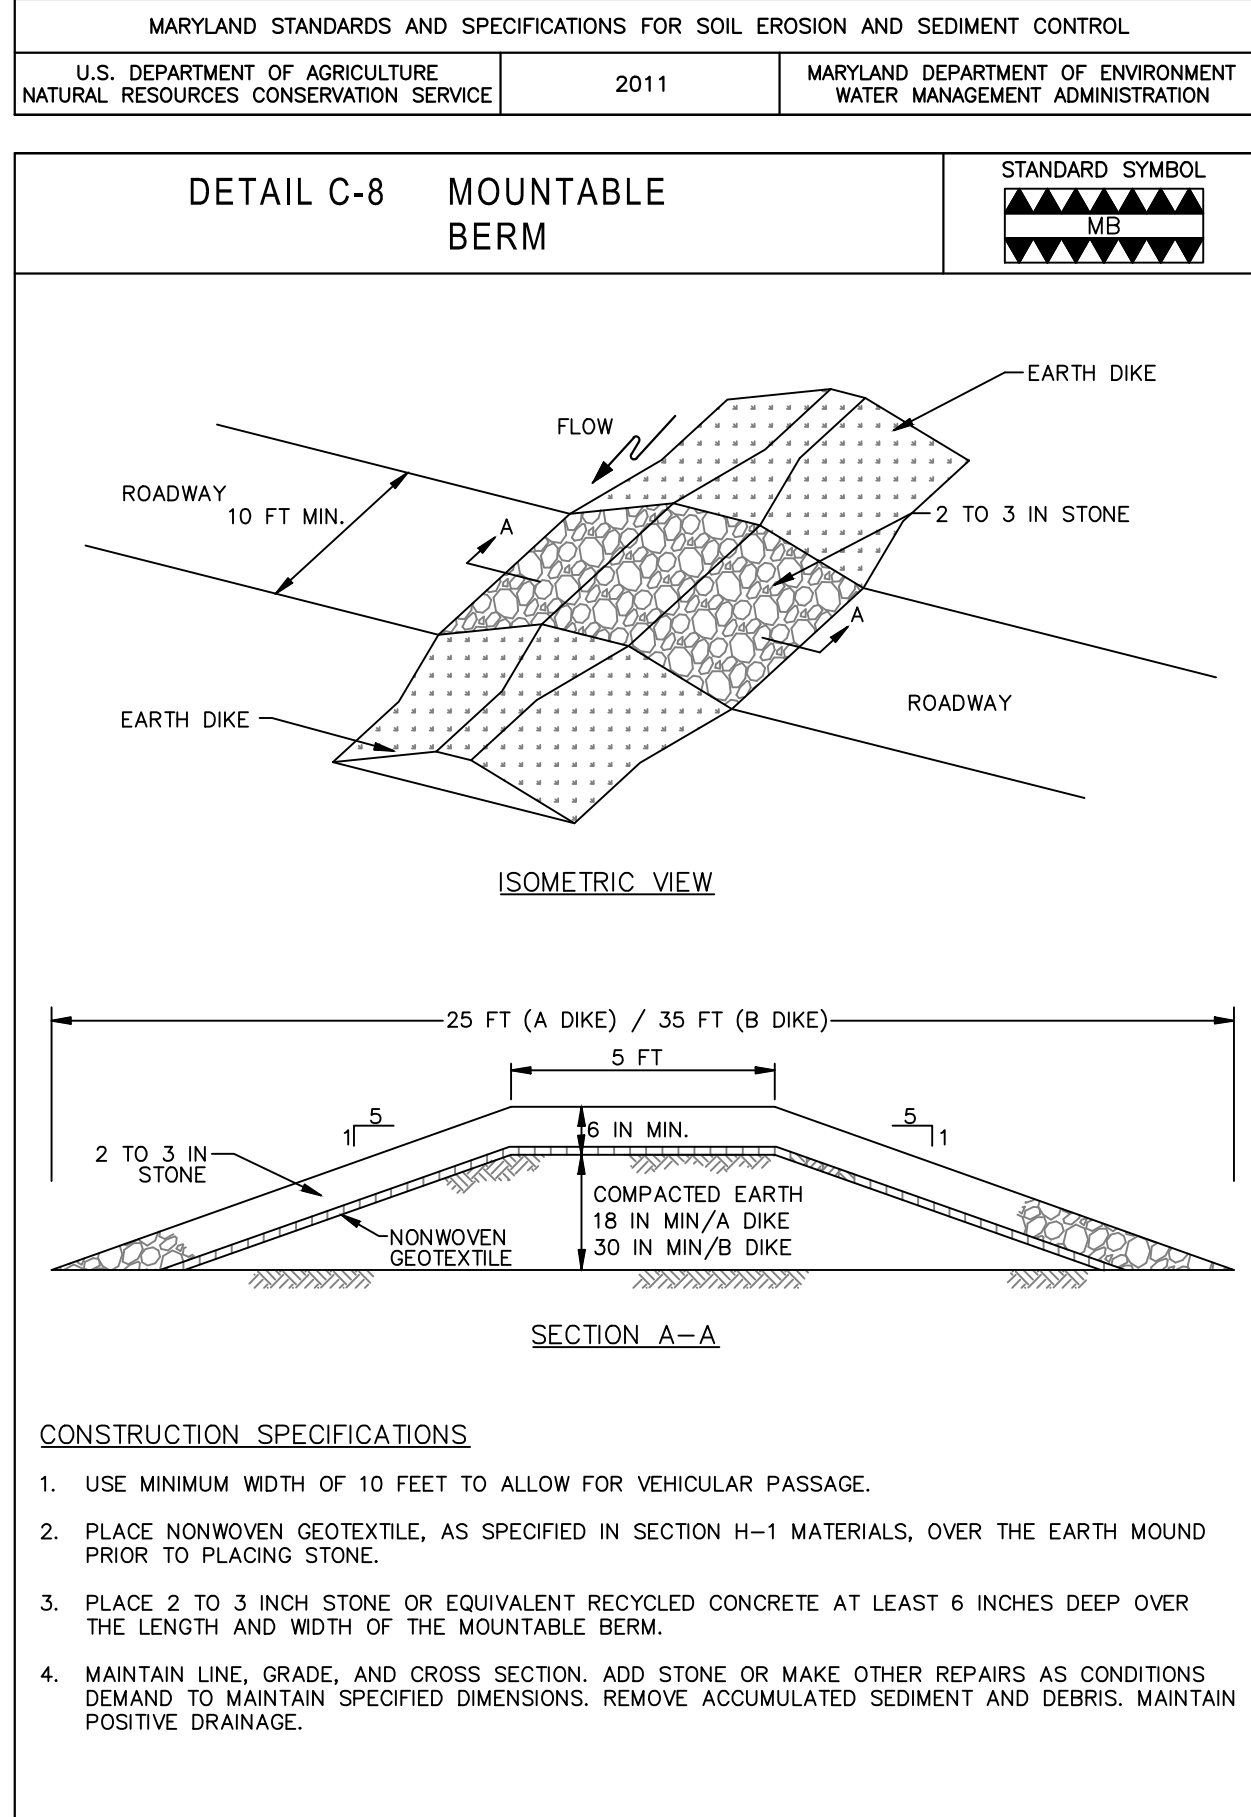 MARYLAND STANDARDS AND SPECIFICATIONS FOR SOIL EROSION AND SEDIMENT CONTROL
U.S. DEPARTMENT OF AGRICULTURE
NATURAL RESOURCES CONSERVATION SERVICE
2011
MARYLAND DEPARTMENT OF ENVIRONMENT
WATER MANAGEMENT ADMINISTRATION
DETAIL C-8 MOUNTABLE
BERM
STANDARD SYMBOL
MB
EARTH DIKE
FLOW
ROADWAY
10 FT MIN.
A
2 TO 3 IN STONE
A
ROADWAY
EARTH DIKE
ISOMETRIC VIEW
25 FT (A DIKE) / 35 FT (B DIKE)
5 FT
5
1
5
1
6 IN MIN.
2 TO 3 IN
STONE
COMPACTED EARTH
18 IN MIN/A DIKE
30 IN MIN/B DIKE
NONWOVEN
GEOTEXTILE
SECTION A-A
CONSTRUCTION SPECIFICATIONS
1. USE MINIMUM WIDTH OF 10 FEET TO ALLOW FOR VEHICULAR PASSAGE.
2. PLACE NONWOVEN GEOTEXTILE, AS SPECIFIED IN SECTION H-1 MATERIALS, OVER THE EARTH MOUND
PRIOR TO PLACING STONE.
3. PLACE 2 TO 3 INCH STONE OR EQUIVALENT RECYCLED CONCRETE AT LEAST 6 INCHES DEEP OVER
THE LENGTH AND WIDTH OF THE MOUNTABLE BERM.
4. MAINTAIN LINE, GRADE, AND CROSS SECTION. ADD STONE OR MAKE OTHER REPAIRS AS CONDITIONS
DEMAND TO MAINTAIN SPECIFIED DIMENSIONS. REMOVE ACCUMULATED SEDIMENT AND DEBRIS. MAINTAIN
POSITIVE DRAINAGE.